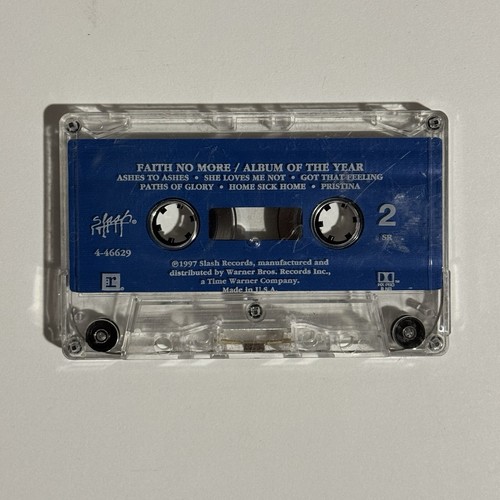 FAITH NO MORE / ALBUM OF THE YEAR
ASHES TO ASHES • SHE LOVES ME NOT • GOT THAT FEELING
PATHS OF GLORY • HOME SICK HOME • PRISTINA
slash ®
2
4-46629
SR
℗1997 Slash Records, manufactured and
distributed by Warner Bros. Records Inc.,
a Time Warner Company.
Made in U.S.A.
r
HX PRO